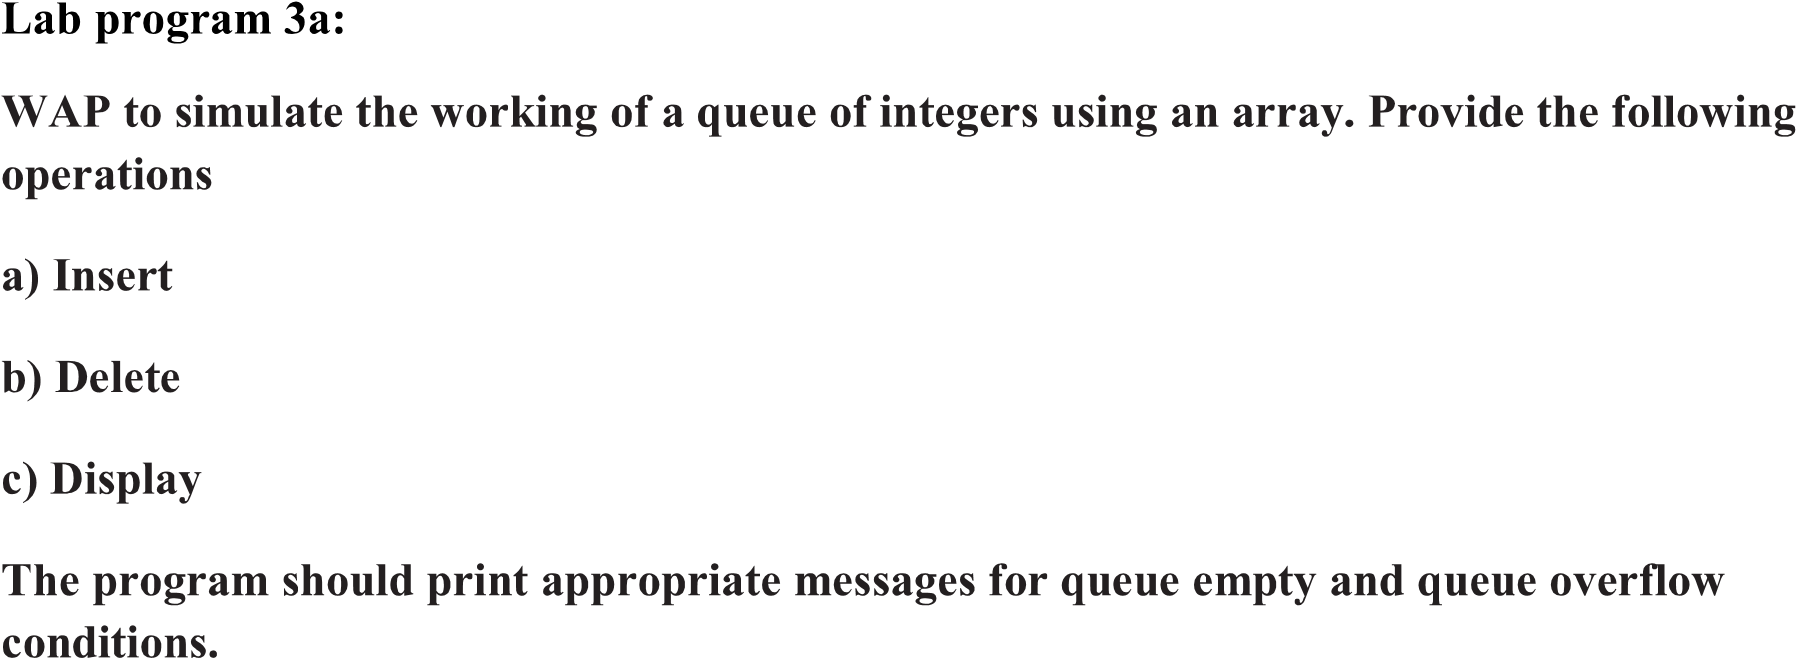 Lab program 3a:
WAP to simulate the working of a queue of integers using an array. Provide the following
operations
a) Insert
b) Delete
c) Display
The program should print appropriate messages for queue empty and queue overflow
conditions.